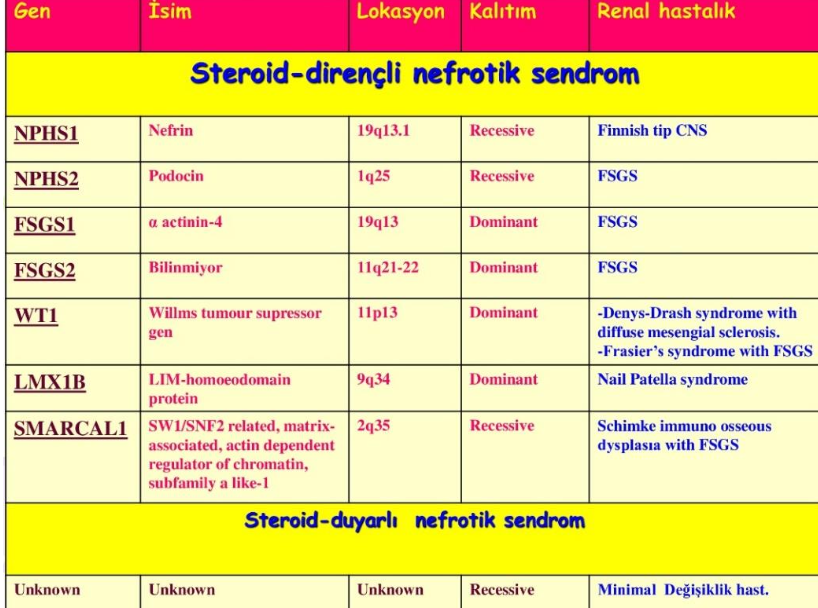 Gen İsim Lokasyon Kalıtım Renal hastalık
Steroid-dirençli nefrotik sendrom
NPHS1 Nefrin 19q13.1 Recessive Finnish tip CNS
NPHS2 Podocin 1q25 Recessive FSGS
FSGS1 α actinin-4 19q13 Dominant FSGS
FSGS2 Bilinmiyor 11q21-22 Dominant FSGS
WT1 Willms tumour supressor 11p13 Dominant -Denys-Drash syndrome with
gen diffuse mesengial sclerosis.
-Frasier's syndrome with FSGS
LMX1B LIM-homoeodomain 9q34 Dominant Nail Patella syndrome
protein
SMARCAL1 SW1/SNF2 related, matrix- 2q35 Recessive Schimke immuno osseous
associated, actin dependent dysplasıa with FSGS
regulator of chromatin,
subfamily a like-1
Steroid-duyarlı nefrotik sendrom
Unknown Unknown Unknown Recessive Minimal Değişiklik hast.